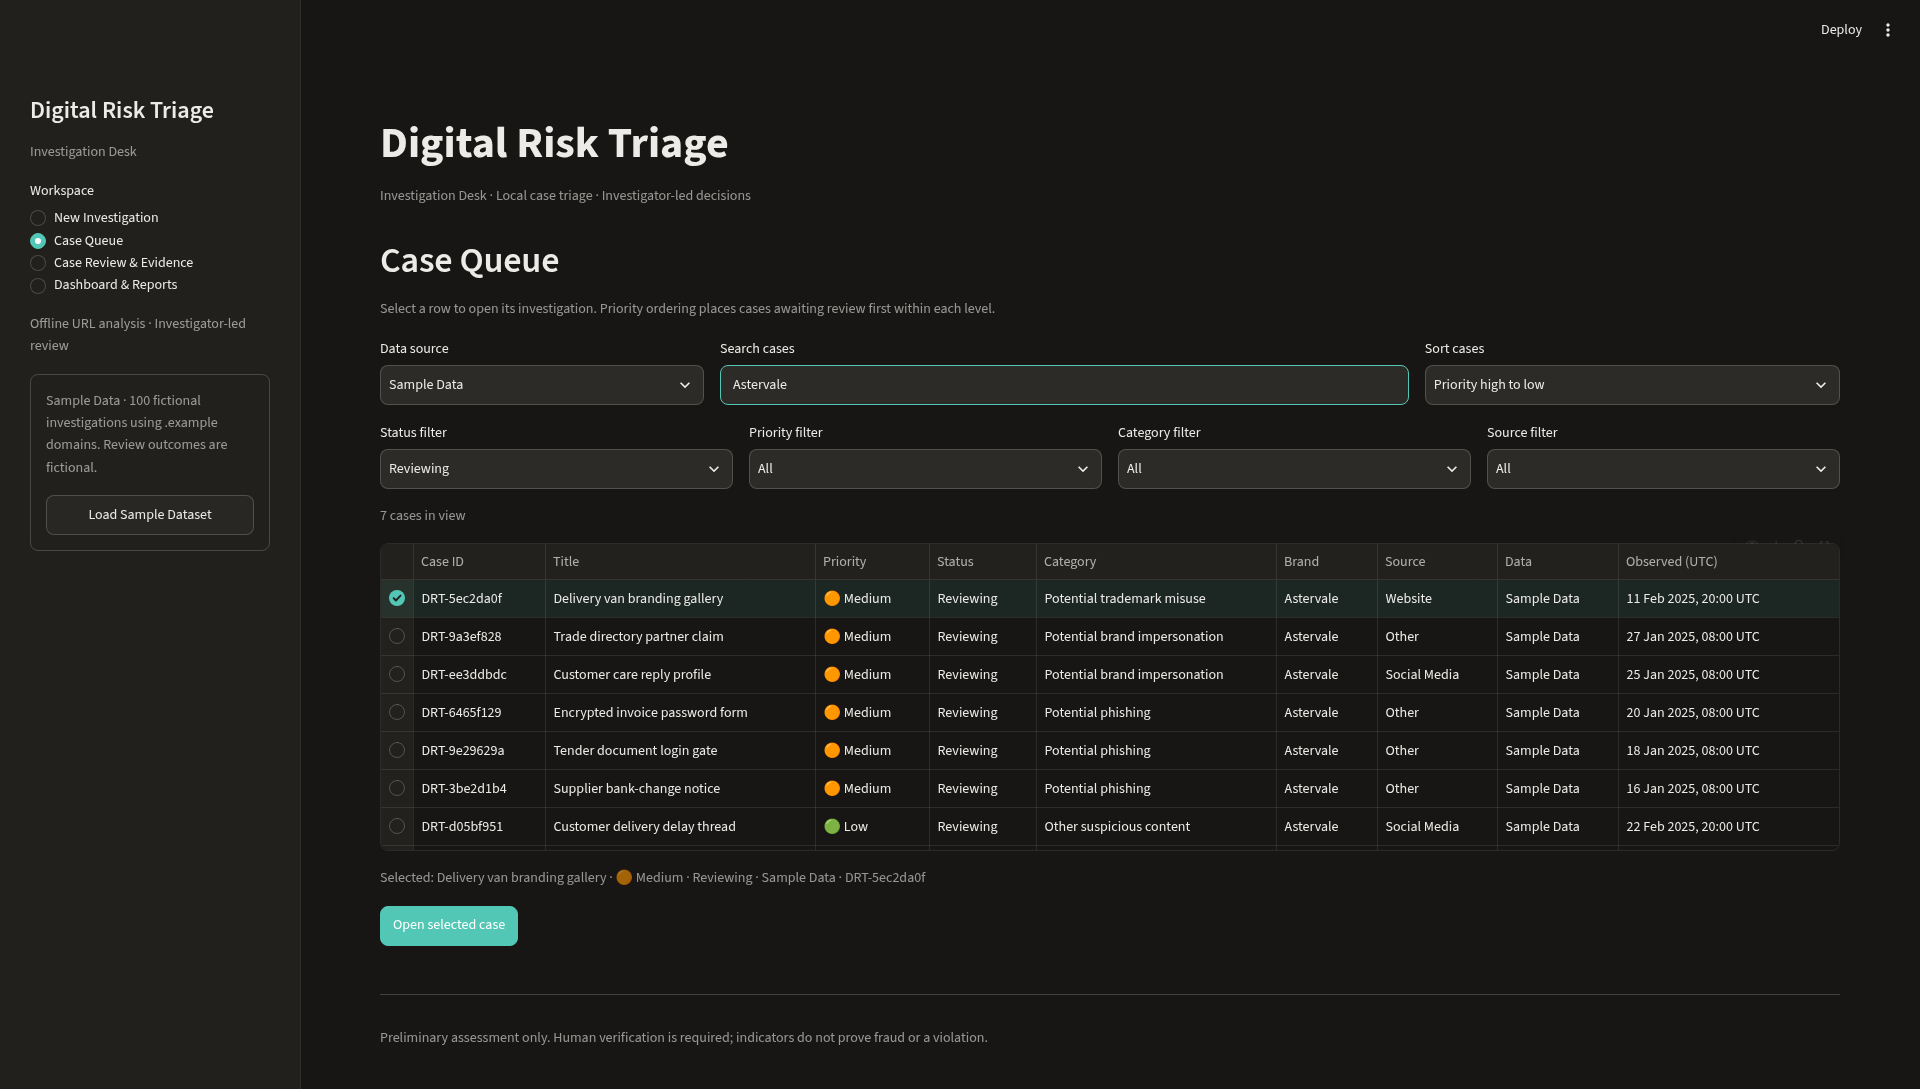 Deploy
Digital Risk Triage
Investigation Desk
Workspace
New Investigation
Case Queue
Case Review & Evidence
Dashboard & Reports
Offline URL analysis · Investigator-led
review
Sample Data · 100 fictional
investigations using .example
domains. Review outcomes are
fictional.
Load Sample Dataset
Digital Risk Triage
Investigation Desk · Local case triage · Investigator-led decisions
Case Queue
Select a row to open its investigation. Priority ordering places cases awaiting review first within each level.
Data source Search cases Sort cases
Sample Data Astervale Priority high to low
Status filter Priority filter Category filter Source filter
Reviewing All All All
7 cases in view
Case ID Title Priority Status Category Brand Source Data Observed (UTC)
DRT-5ec2da0f Delivery van branding gallery Medium Reviewing Potential trademark misuse Astervale Website Sample Data 11 Feb 2025, 20:00 UTC
DRT-9a3ef828 Trade directory partner claim Medium Reviewing Potential brand impersonation Astervale Other Sample Data 27 Jan 2025, 08:00 UTC
DRT-ee3ddbdc Customer care reply profile Medium Reviewing Potential brand impersonation Astervale Social Media Sample Data 25 Jan 2025, 08:00 UTC
DRT-6465f129 Encrypted invoice password form Medium Reviewing Potential phishing Astervale Other Sample Data 20 Jan 2025, 08:00 UTC
DRT-9e29629a Tender document login gate Medium Reviewing Potential phishing Astervale Other Sample Data 18 Jan 2025, 08:00 UTC
DRT-3be2d1b4 Supplier bank-change notice Medium Reviewing Potential phishing Astervale Other Sample Data 16 Jan 2025, 08:00 UTC
DRT-d05bf951 Customer delivery delay thread Low Reviewing Other suspicious content Astervale Social Media Sample Data 22 Feb 2025, 20:00 UTC
Selected: Delivery van branding gallery · Medium · Reviewing · Sample Data · DRT-5ec2da0f
Open selected case
Preliminary assessment only. Human verification is required; indicators do not prove fraud or a violation.